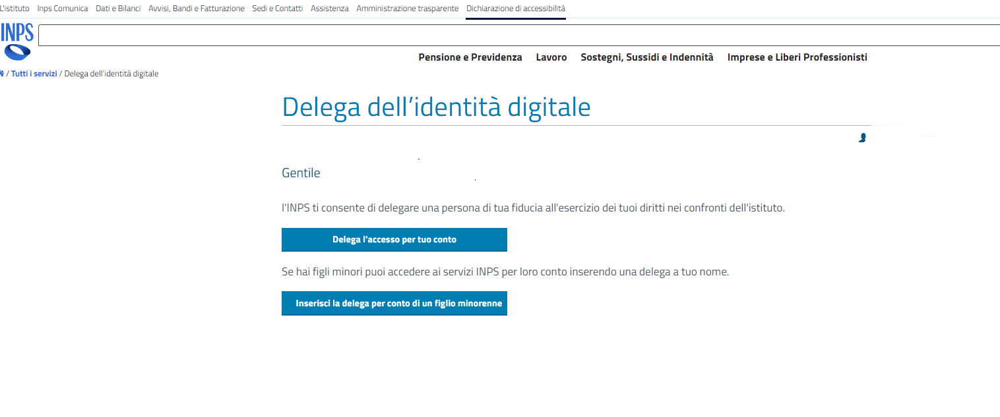 L'istituto Inps Comunica Dati e Bilanci Avvisi, Bandi e Fatturazione Sedi e Contatti Assistenza Amministrazione trasparente Dichiarazione di accessibilità
INPS
Pensione e Previdenza Lavoro Sostegni, Sussidi e Indennità Imprese e Liberi Professionisti
/ Tutti i servizi / Delega dell'identità digitale
Delega dell’identità digitale
Gentile
l'INPS ti consente di delegare una persona di tua fiducia all'esercizio dei tuoi diritti nei confronti dell'istituto.
Delega l'accesso per tuo conto
Se hai figli minori puoi accedere ai servizi INPS per loro conto inserendo una delega a tuo nome.
Inserisci la delega per conto di un figlio minorenne